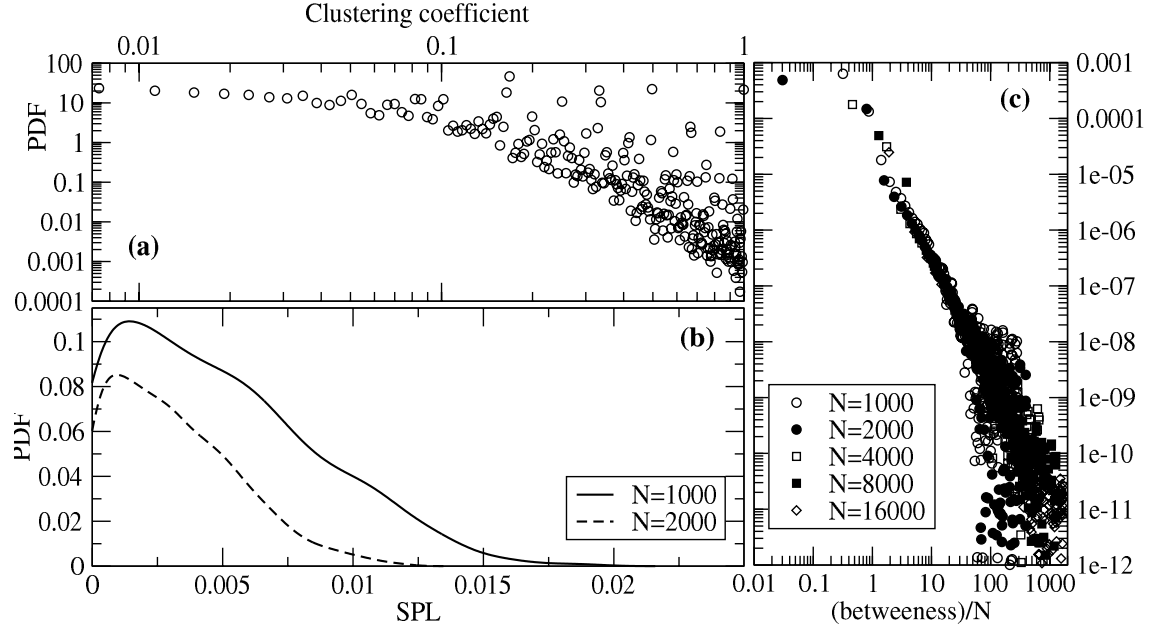 Clustering coefficient
0.01 0.1 1
100
10
1
0.1
0.01
0.001
0.0001
PDF
(a)
0.1
0.08
0.06
0.04
0.02
0
PDF
(b)
N=1000
N=2000
0 0.005 0.01 0.015 0.02
SPL
(c)
0.001
0.0001
1e-05
1e-06
1e-07
1e-08
1e-09
1e-10
1e-11
1e-12
N=1000
N=2000
N=4000
N=8000
N=16000
0.01 0.1 1 10 100 1000
(betweeness)/N